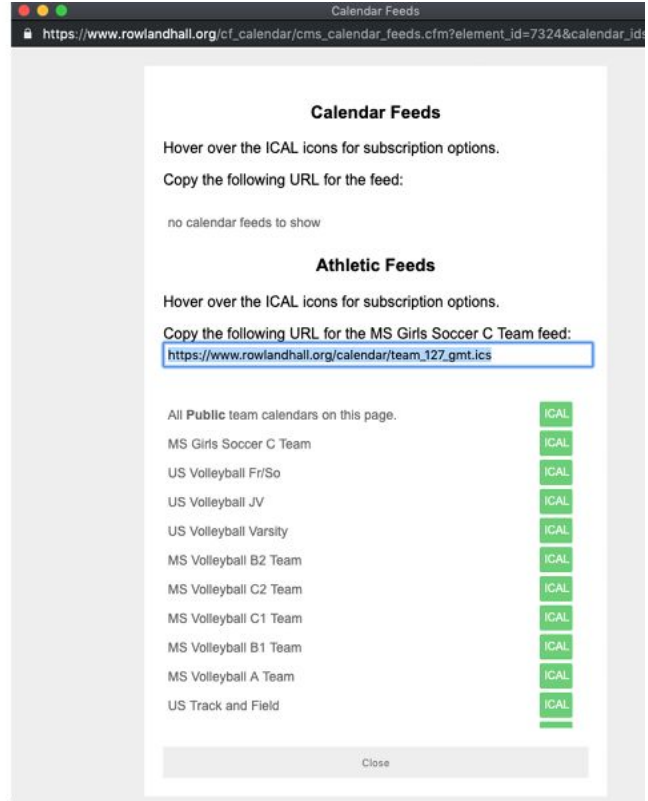 Calendar Feeds
https://www.rowlandhall.org/cf_calendar/cms_calendar_feeds.cfm?element_id=7324&calendar_ids
Calendar Feeds
Hover over the ICAL icons for subscription options.
Copy the following URL for the feed:
no calendar feeds to show
Athletic Feeds
Hover over the ICAL icons for subscription options.
Copy the following URL for the MS Girls Soccer C Team feed:
https://www.rowlandhall.org/calendar/team_127_gmt.ics
All Public team calendars on this page. ICAL
MS Girls Soccer C Team ICAL
US Volleyball Fr/So ICAL
US Volleyball JV ICAL
US Volleyball Varsity ICAL
MS Volleyball B2 Team ICAL
MS Volleyball C2 Team ICAL
MS Volleyball C1 Team ICAL
MS Volleyball B1 Team ICAL
MS Volleyball A Team ICAL
US Track and Field ICAL
Close